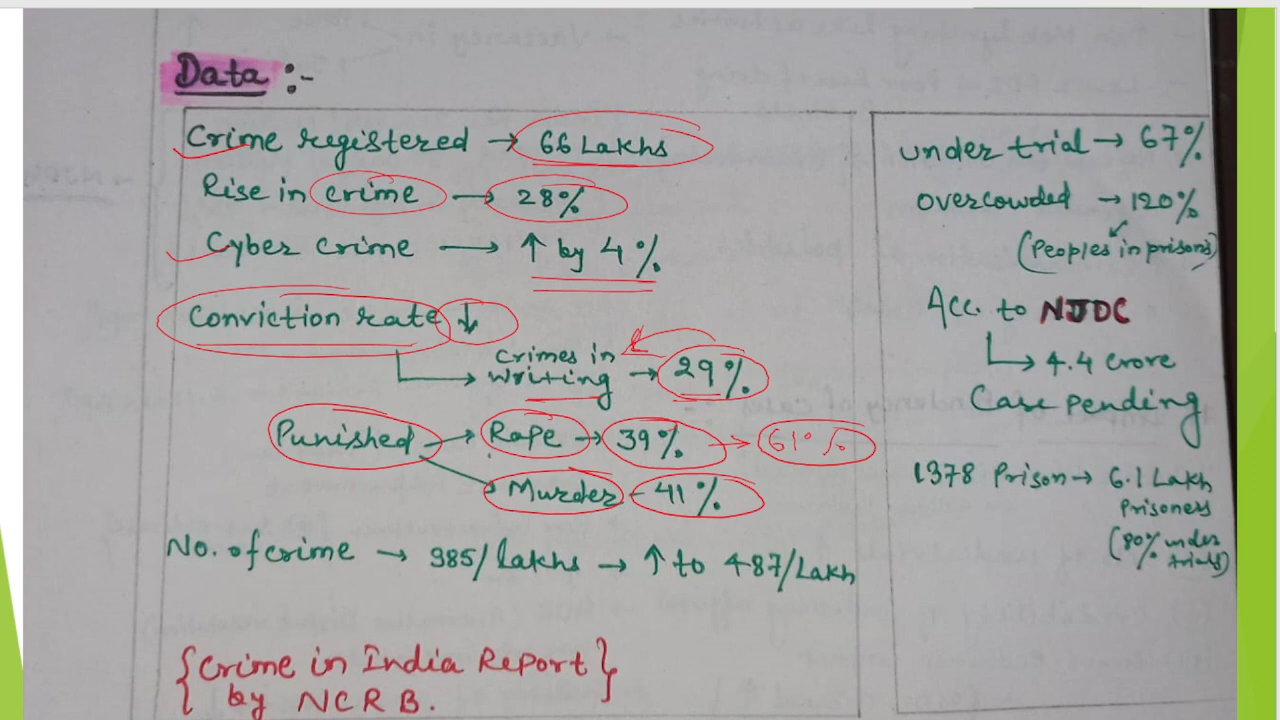 Data :-
Crime registered → 66 Lakhs
Rise in crime → 28%
Cyber crime → ↑ by 4%
Conviction rate ↓
Crimes in
writing → 29%
Punished → Rape → 39% → 61%
Murder - 41%
No. of crime → 385/lakhs → ↑ to 487/Lakh
{Crime in India Report}
by NCRB.
under trial → 67%
overcowded → 120%
(Peoples in prisons)
Acc. to NJDC
→ 4.4 crore
Case pending
1378 Prison → 6.1 Lakh
Prisoners
(80% under
trials)